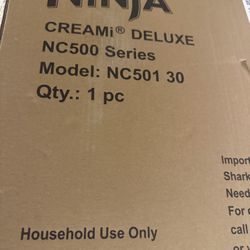 NINJA
CREAMi® DELUXE
NC500 Series
Model: NC501 30
Qty.: 1 pc
Household Use Only
Import
Shark
Need
For
call
or